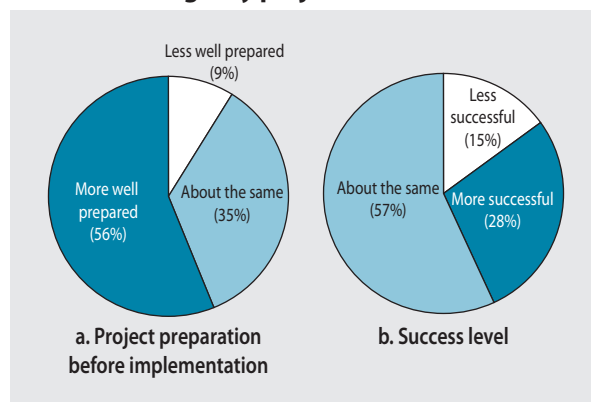 Less well prepared
(9%)
More well
prepared
(56%)
About the same
(35%)
a. Project preparation
before implementation
Less
successful
(15%)
About the same
(57%)
More successful
(28%)
b. Success level